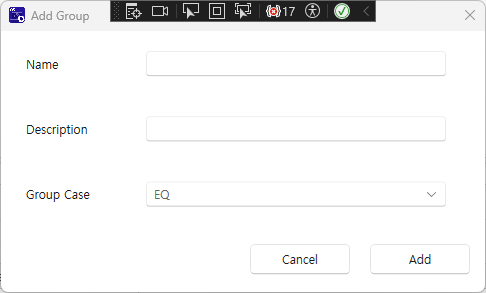 Add Group
17
Name
Description
Group Case
EQ
Cancel
Add